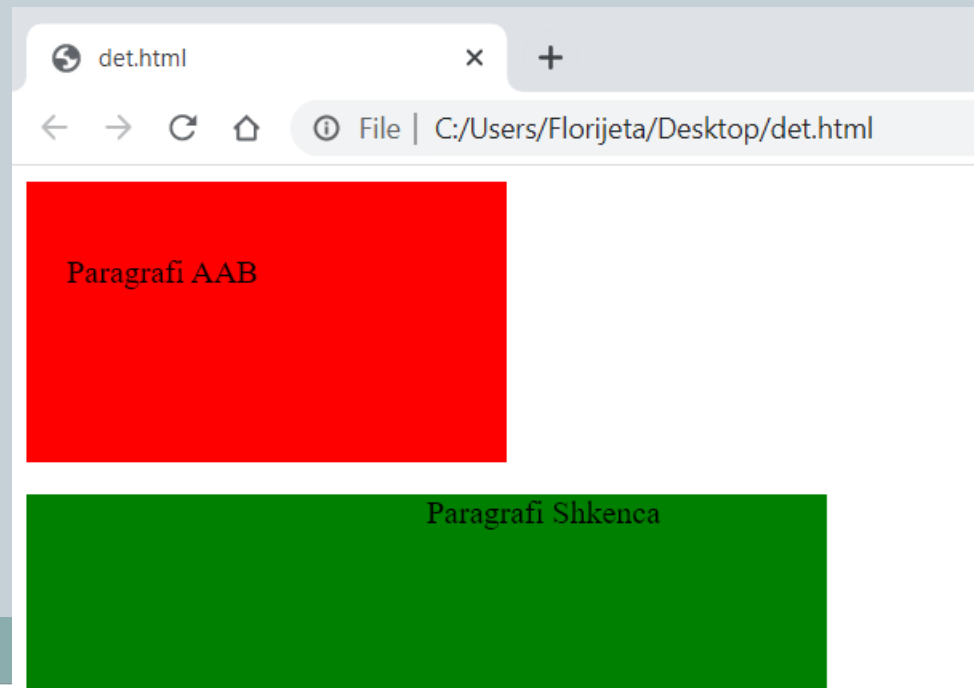 det.html
File | C:/Users/Florijeta/Desktop/det.html
Paragrafi AAB
Paragrafi Shkenca